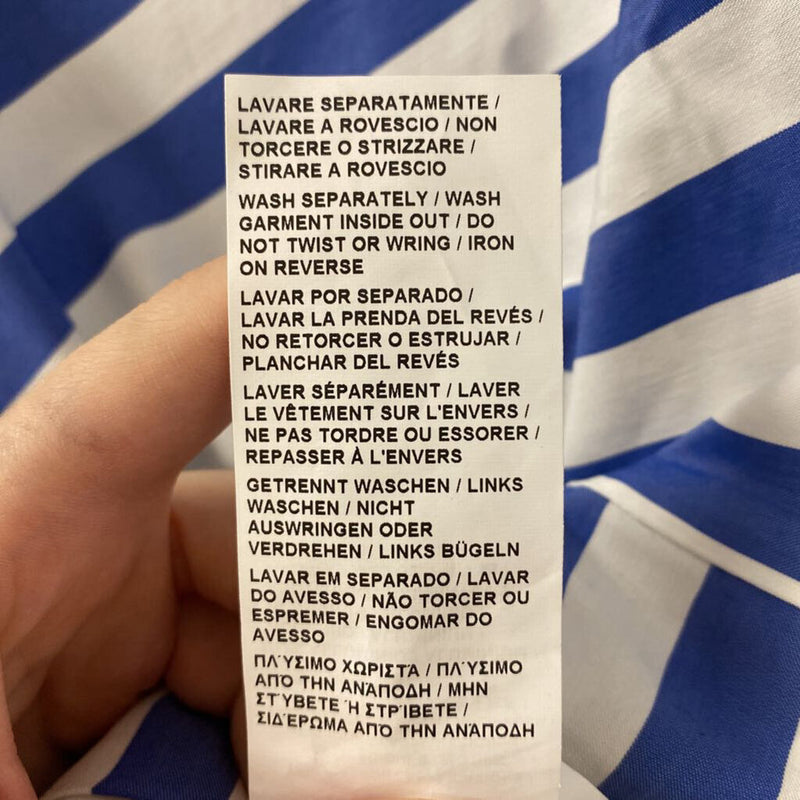 LAVARE SEPARATAMENTE /
LAVARE A ROVESCIO / NON
TORCERE O STRIZZARE /
STIRARE A ROVESCIO
WASH SEPARATELY / WASH
GARMENT INSIDE OUT / DO
NOT TWIST OR WRING / IRON
ON REVERSE
LAVAR POR SEPARADO /
LAVAR LA PRENDA DEL REVÉS /
NO RETORCER O ESTRUJAR /
PLANCHAR DEL REVÉS
LAVER SÉPARÉMENT / LAVER
LE VÊTEMENT SUR L'ENVERS /
NE PAS TORDRE OU ESSORER /
REPASSER À L'ENVERS
GETRENNT WASCHEN / LINKS
WASCHEN / NICHT
AUSWRINGEN ODER
VERDREHEN / LINKS BÜGELN
LAVAR EM SEPARADO / LAVAR
DO AVESSO / NÃO TORCER OU
ESPREMER / ENGOMAR DO
AVESSO
ΠΛΎΣΙΜΟ ΧΩΡΙΣΤΆ / ΠΛΎΣΙΜΟ
ΑΠΌ ΤΗΝ ΑΝΆΠΟΔΗ / ΜΗΝ
ΣΤΎΒΕΤΕ Ή ΣΤΡΊΒΕΤΕ /
ΣΙΔΈΡΩΜΑ ΑΠΌ ΤΗΝ ΑΝΆΠΟΔΗ